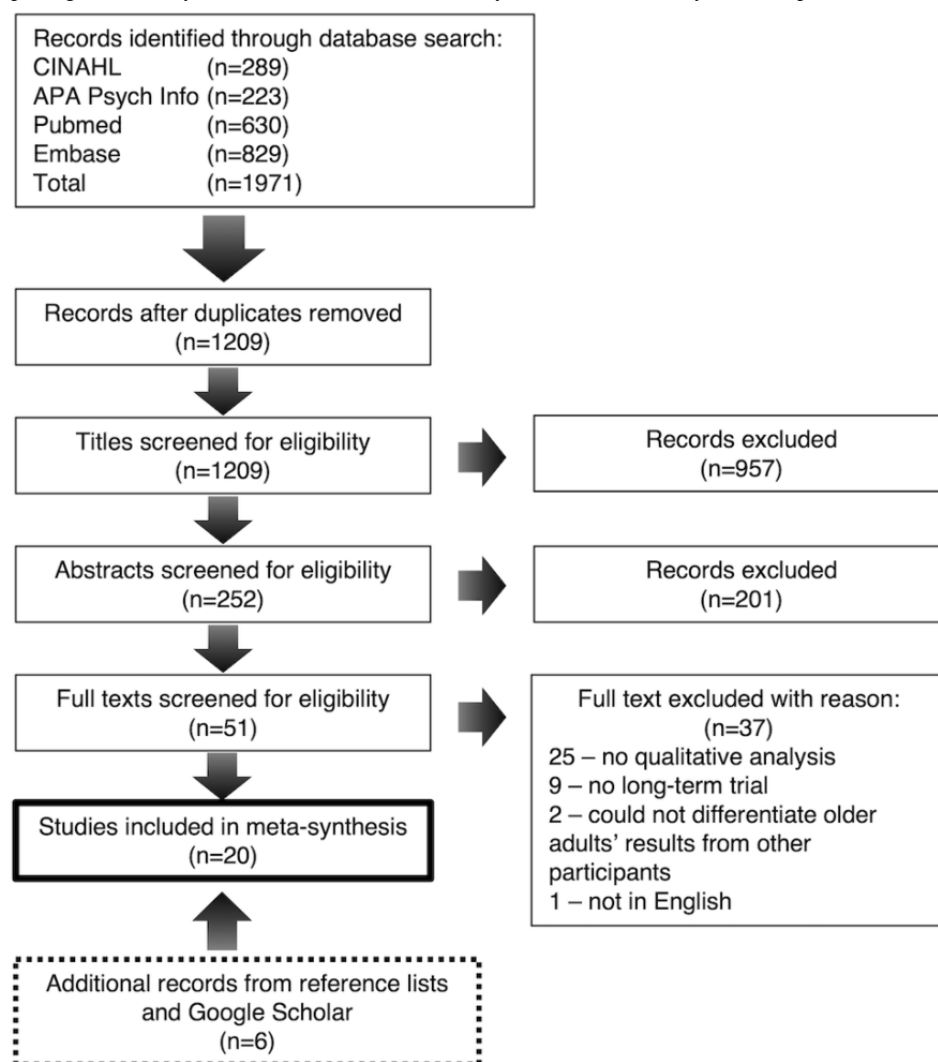 Records identified through database search:
CINAHL (n=289)
APA Psych Info (n=223)
Pubmed (n=630)
Embase (n=829)
Total (n=1971)
Records after duplicates removed
(n=1209)
Titles screened for eligibility
(n=1209)
Records excluded
(n=957)
Abstracts screened for eligibility
(n=252)
Records excluded
(n=201)
Full texts screened for eligibility
(n=51)
Full text excluded with reason:
(n=37)
25 – no qualitative analysis
9 – no long-term trial
2 – could not differentiate older
adults’ results from other
participants
1 – not in English
Studies included in meta-synthesis
(n=20)
Additional records from reference lists
and Google Scholar
(n=6)